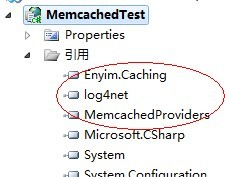 MemcachedTest
Properties
引用
Enyim.Caching
log4net
MemcachedProviders
Microsoft.CSharp
System
System.Configuration